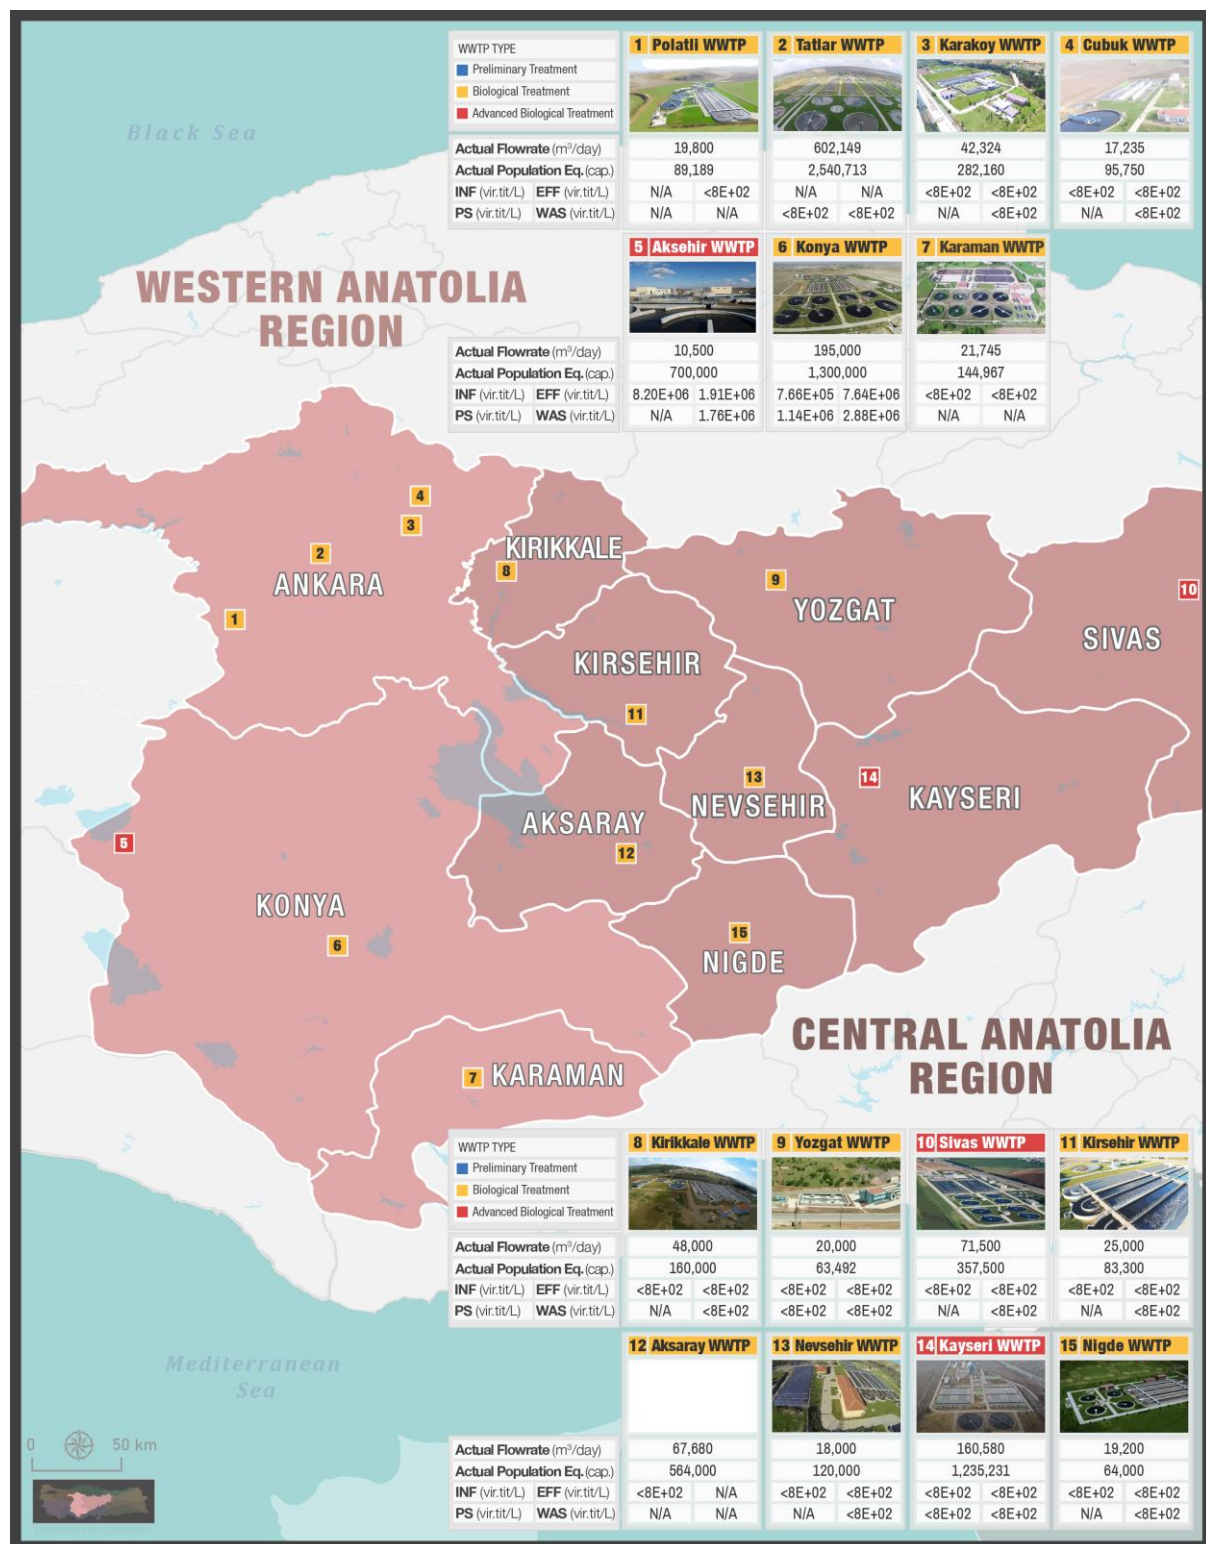 WWTP TYPE
Preliminary Treatment
Biological Treatment
Advanced Biological Treatment
1 Polatli WWTP
2 Tatlar WWTP
3 Karakoy WWTP
4 Cubuk WWTP
Actual Flowrate (m³/day) 19,800 602,149 42,324 17,235
Actual Population Eq. (cap.) 89,189 2,540,713 282,160 95,750
INF (vir.tit/L) EFF (vir.tit/L) N/A <8E+02 N/A N/A <8E+02 <8E+02 <8E+02 <8E+02
PS (vir.tit/L) WAS (vir.tit/L) N/A N/A <8E+02 <8E+02 N/A <8E+02 N/A <8E+02
Black Sea
5 Aksehir WWTP
6 Konya WWTP
7 Karaman WWTP
Actual Flowrate (m³/day) 10,500 195,000 21,745
Actual Population Eq. (cap.) 700,000 1,300,000 144,967
INF (vir.tit/L) EFF (vir.tit/L) 8.20E+06 1.91E+06 7.66E+05 7.64E+06 <8E+02 <8E+02
PS (vir.tit/L) WAS (vir.tit/L) N/A 1.76E+06 1.14E+06 2.88E+06 N/A N/A
WESTERN ANATOLIA
REGION
4
3
2
ANKARA
1
KIRIKKALE
8
9
YOZGAT
10
SIVAS
KIRSEHIR
11
13
NEVSEHIR
14
KAYSERI
AKSARAY
12
5
KONYA
6
15
NIGDE
7
KARAMAN
CENTRAL ANATOLIA
REGION
WWTP TYPE
Preliminary Treatment
Biological Treatment
Advanced Biological Treatment
8 Kirikkale WWTP
9 Yozgat WWTP
10 Sivas WWTP
11 Kirsehir WWTP
Actual Flowrate (m³/day) 48,000 20,000 71,500 25,000
Actual Population Eq. (cap.) 160,000 63,492 357,500 83,300
INF (vir.tit/L) EFF (vir.tit/L) <8E+02 <8E+02 <8E+02 <8E+02 <8E+02 <8E+02 <8E+02 <8E+02
PS (vir.tit/L) WAS (vir.tit/L) N/A <8E+02 <8E+02 <8E+02 N/A <8E+02 N/A <8E+02
12 Aksaray WWTP
13 Nevsehir WWTP
14 Kayseri WWTP
15 Nigde WWTP
Actual Flowrate (m³/day) 67,680 18,000 160,580 19,200
Actual Population Eq. (cap.) 564,000 120,000 1,235,231 64,000
INF (vir.tit/L) EFF (vir.tit/L) <8E+02 N/A <8E+02 <8E+02 <8E+02 <8E+02 <8E+02 <8E+02
PS (vir.tit/L) WAS (vir.tit/L) N/A N/A N/A <8E+02 <8E+02 <8E+02 N/A <8E+02
Mediterranean
Sea
0 50 km